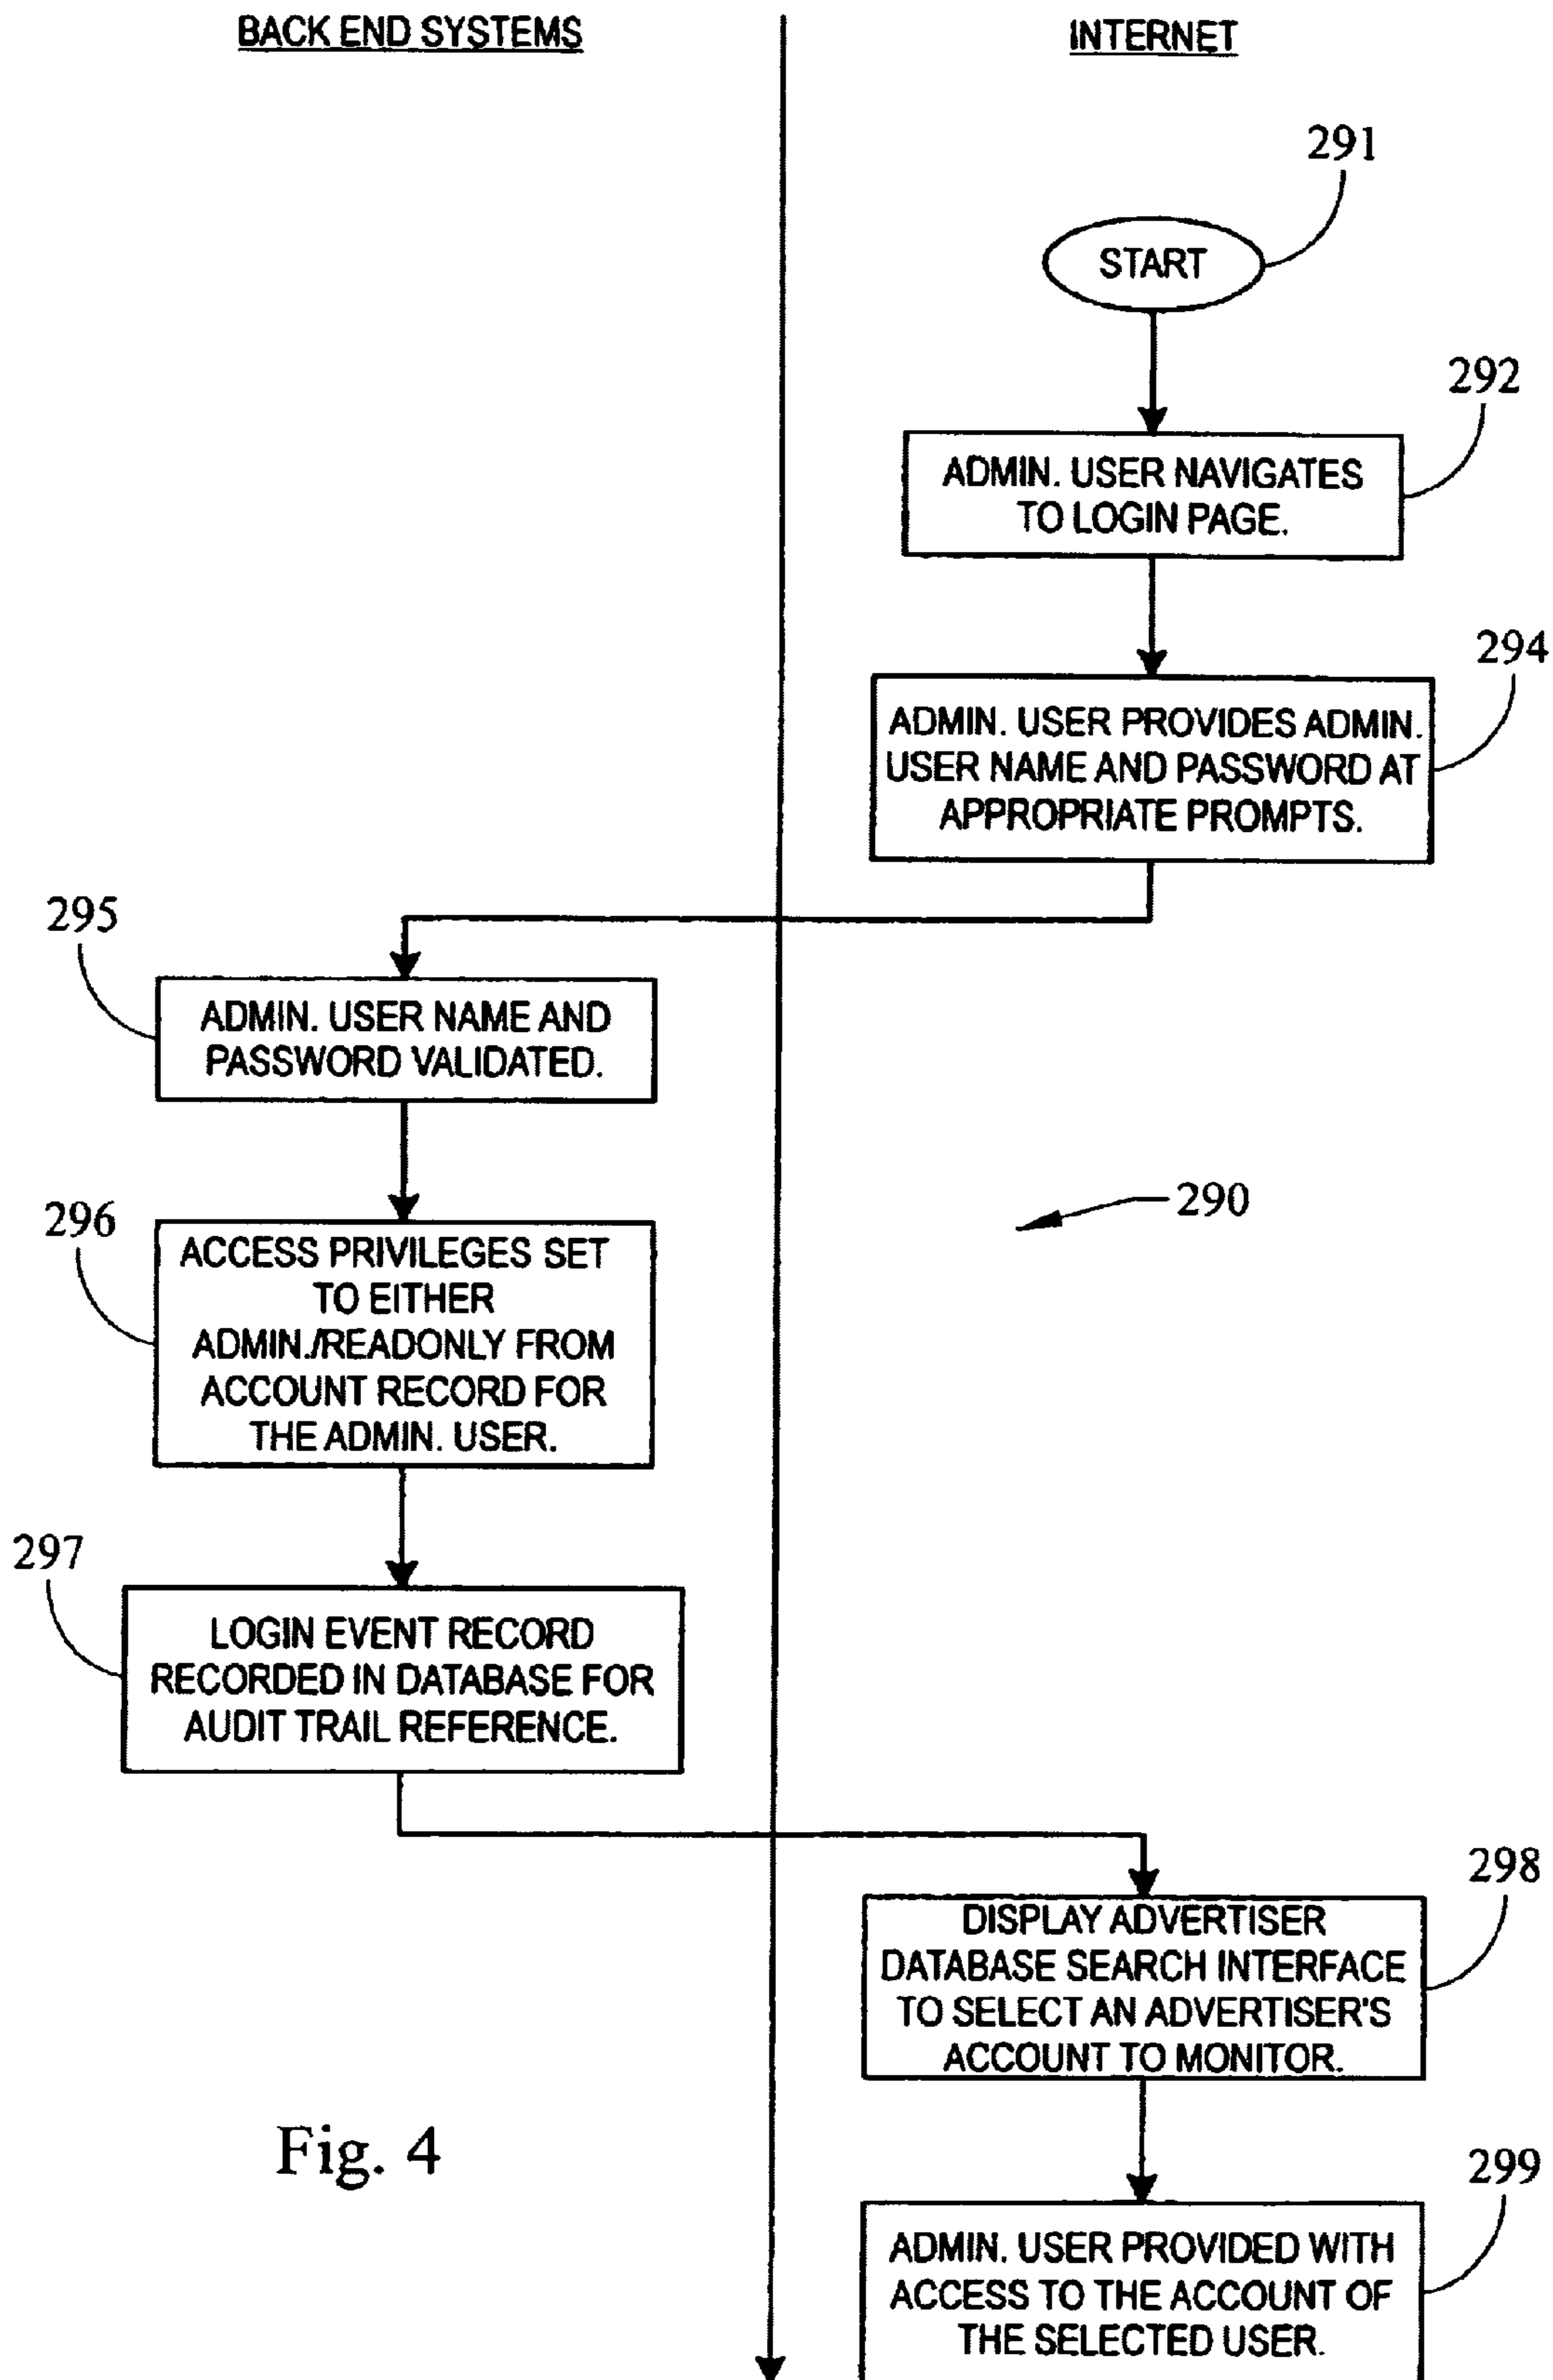 BACK END SYSTEMS
INTERNET
291
START
292
ADMIN. USER NAVIGATES
TO LOGIN PAGE.
294
ADMIN. USER PROVIDES ADMIN.
USER NAME AND PASSWORD AT
APPROPRIATE PROMPTS.
295
ADMIN. USER NAME AND
PASSWORD VALIDATED.
290
296
ACCESS PRIVILEGES SET
TO EITHER
ADMIN./READONLY FROM
ACCOUNT RECORD FOR
THE ADMIN. USER.
297
LOGIN EVENT RECORD
RECORDED IN DATABASE FOR
AUDIT TRAIL REFERENCE.
298
DISPLAY ADVERTISER
DATABASE SEARCH INTERFACE
TO SELECT AN ADVERTISER'S
ACCOUNT TO MONITOR.
299
ADMIN. USER PROVIDED WITH
ACCESS TO THE ACCOUNT OF
THE SELECTED USER.
Fig. 4